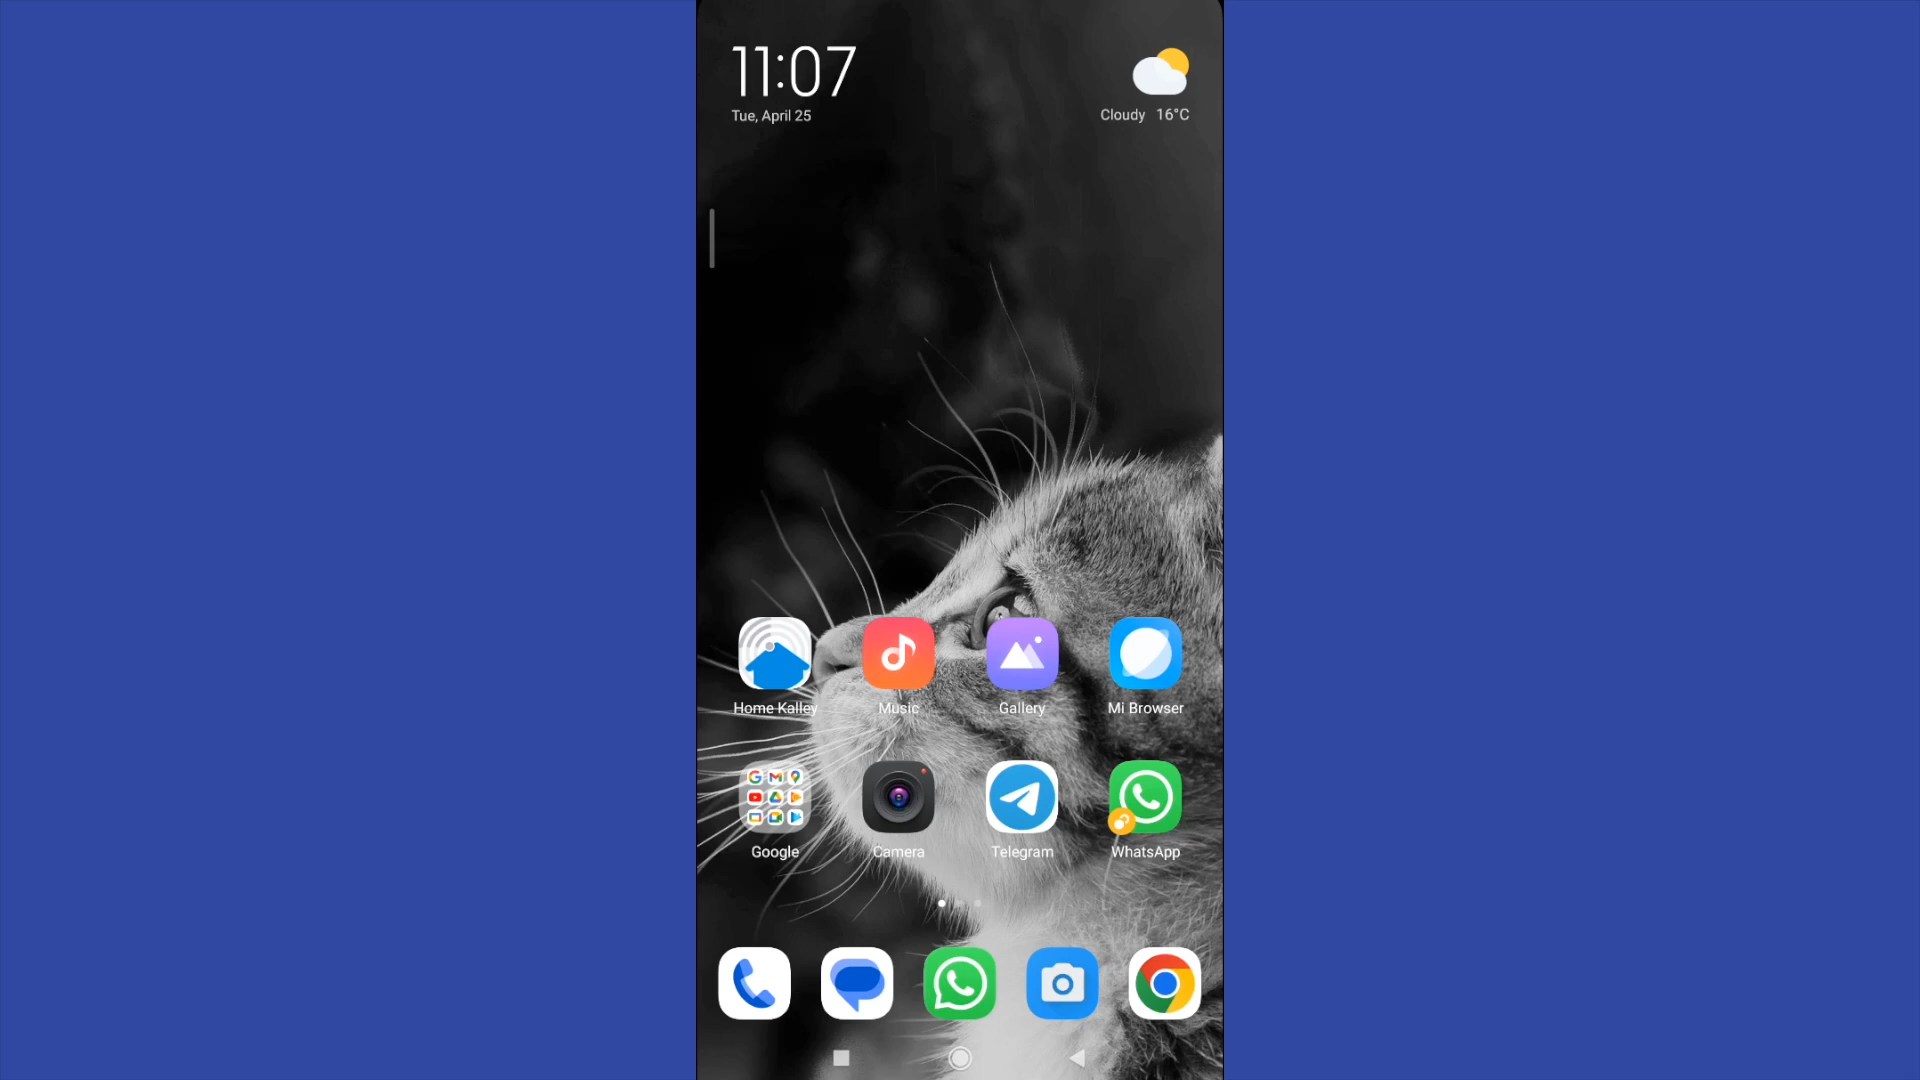 11:07
Tue, April 25
Cloudy 16°C
Home Kalley
Music
Gallery
Mi Browser
Google
Camera
Telegram
WhatsApp